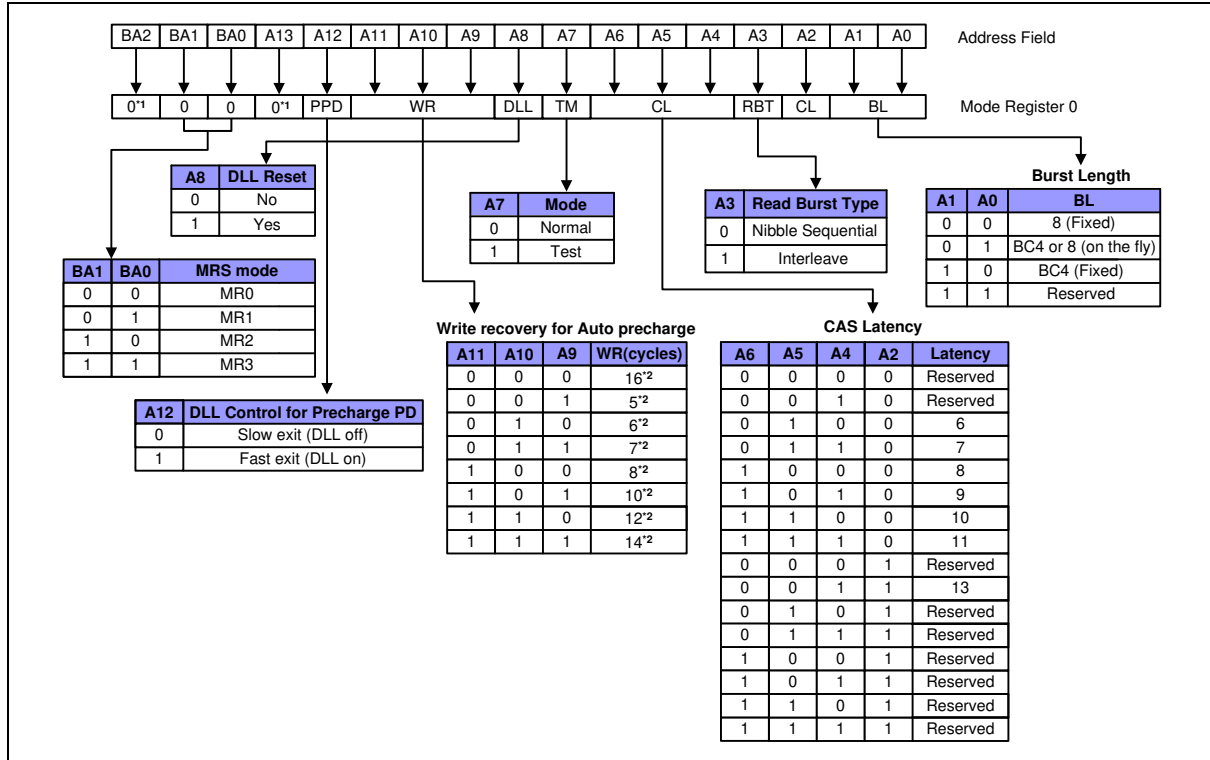 BA2 BA1 BA0 A13 A12 A11 A10 A9 A8 A7 A6 A5 A4 A3 A2 A1 A0 Address Field
0*1 0 0 0*1 PPD WR DLL TM CL RBT CL BL Mode Register 0
A8 DLL Reset
0 No
1 Yes
A7 Mode
0 Normal
1 Test
A3 Read Burst Type
0 Nibble Sequential
1 Interleave
Burst Length
A1 A0 BL
0 0 8 (Fixed)
0 1 BC4 or 8 (on the fly)
1 0 BC4 (Fixed)
1 1 Reserved
BA1 BA0 MRS mode
0 0 MR0
0 1 MR1
1 0 MR2
1 1 MR3
A12 DLL Control for Precharge PD
0 Slow exit (DLL off)
1 Fast exit (DLL on)
Write recovery for Auto precharge
A11 A10 A9 WR(cycles)
0 0 0 16*2
0 0 1 5*2
0 1 0 6*2
0 1 1 7*2
1 0 0 8*2
1 0 1 10*2
1 1 0 12*2
1 1 1 14*2
CAS Latency
A6 A5 A4 A2 Latency
0 0 0 0 Reserved
0 0 1 0 Reserved
0 1 0 0 6
0 1 1 0 7
1 0 0 0 8
1 0 1 0 9
1 1 0 0 10
1 1 1 0 11
0 0 0 1 Reserved
0 0 1 1 13
0 1 0 1 Reserved
0 1 1 1 Reserved
1 0 0 1 Reserved
1 0 1 1 Reserved
1 1 0 1 Reserved
1 1 1 1 Reserved